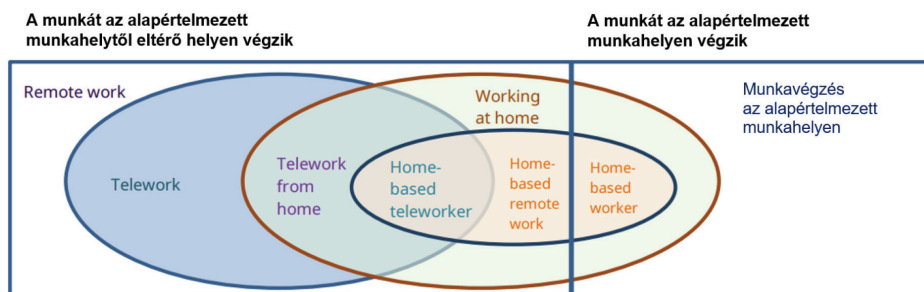 A munkát az alapértelmezett
munkahelytől eltérő helyen végzik
A munkát az alapértelmezett
munkahelyen végzik
Remote work
Working
at home
Munkavégzés
az alapértelmezett
munkahelyen
Telework
Telework
from
home
Home-
based
teleworker
Home-
based
remote
work
Home-
based
worker